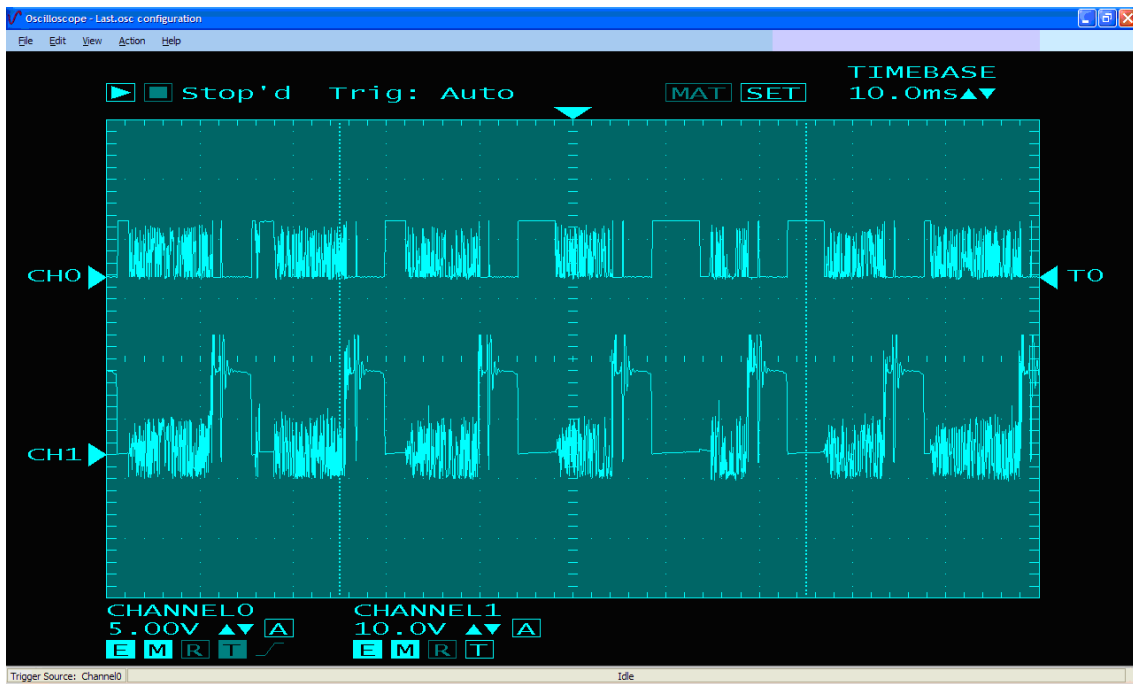 Oscilloscope - Last.osc configuration
File Edit View Action Help
TIMEBASE
Stop'd Trig: Auto MAT SET 10.0ms
CH0 T0
CH1
CHANNEL0 CHANNEL1
5.00V A 10.0V A
E M R T E M R T
Trigger Source: Channel0 Idle